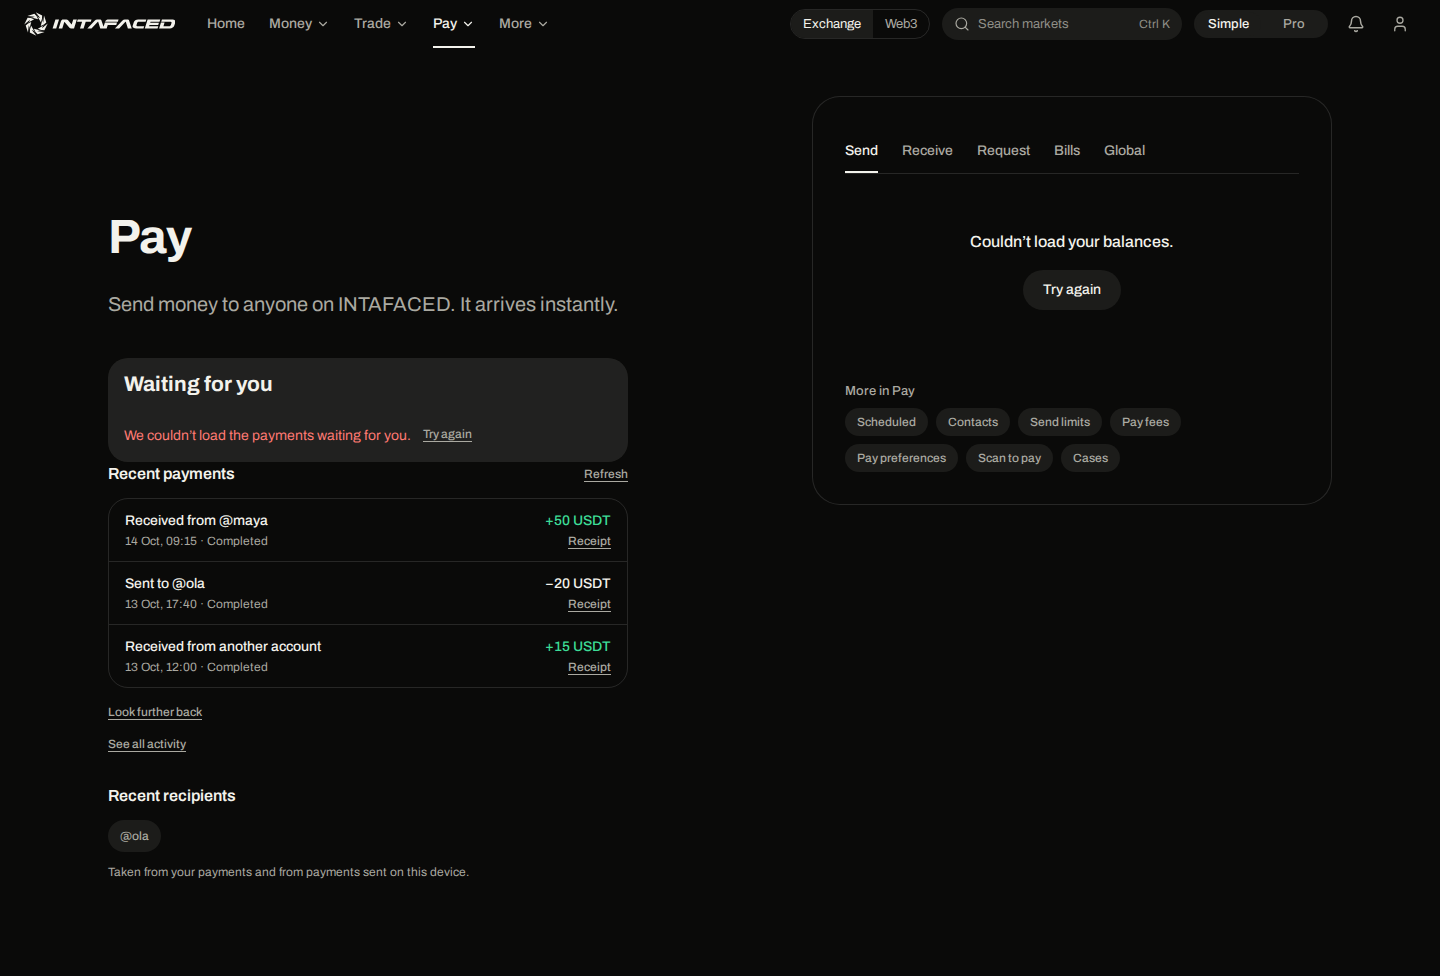 INTAFACED
Home
Money
Trade
Pay
More
Exchange
Web3
Search markets
Ctrl K
Simple
Pro
Pay
Send money to anyone on INTAFACED. It arrives instantly.
Waiting for you
We couldn’t load the payments waiting for you. Try again
Recent payments
Refresh
Received from @maya
+50 USDT
14 Oct, 09:15 · Completed
Receipt
Sent to @ola
−20 USDT
13 Oct, 17:40 · Completed
Receipt
Received from another account
+15 USDT
13 Oct, 12:00 · Completed
Receipt
Look further back
See all activity
Recent recipients
@ola
Taken from your payments and from payments sent on this device.
Send
Receive
Request
Bills
Global
Couldn’t load your balances.
Try again
More in Pay
Scheduled
Contacts
Send limits
Pay fees
Pay preferences
Scan to pay
Cases